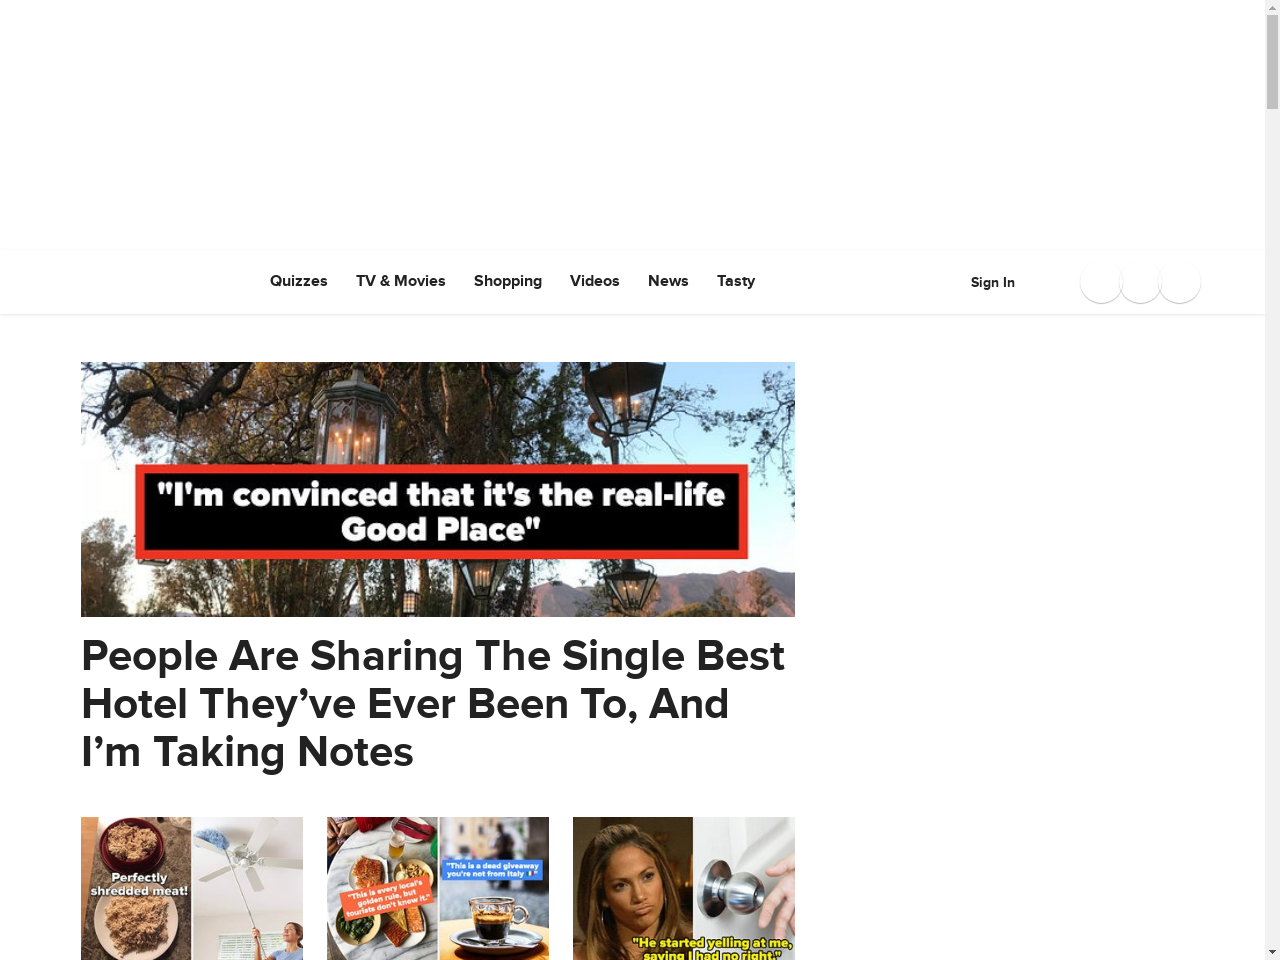 Quizzes TV & Movies Shopping Videos News Tasty Sign In
"I'm convinced that it's the real-life
Good Place"
People Are Sharing The Single Best
Hotel They’ve Ever Been To, And
I’m Taking Notes
Perfectly
shredded meat!
"This is every local's
golden rule, but
tourists don't know it."
"This is a dead giveaway
you're not from Italy 🇮🇹"
"He started yelling at me,
saying I had no right."